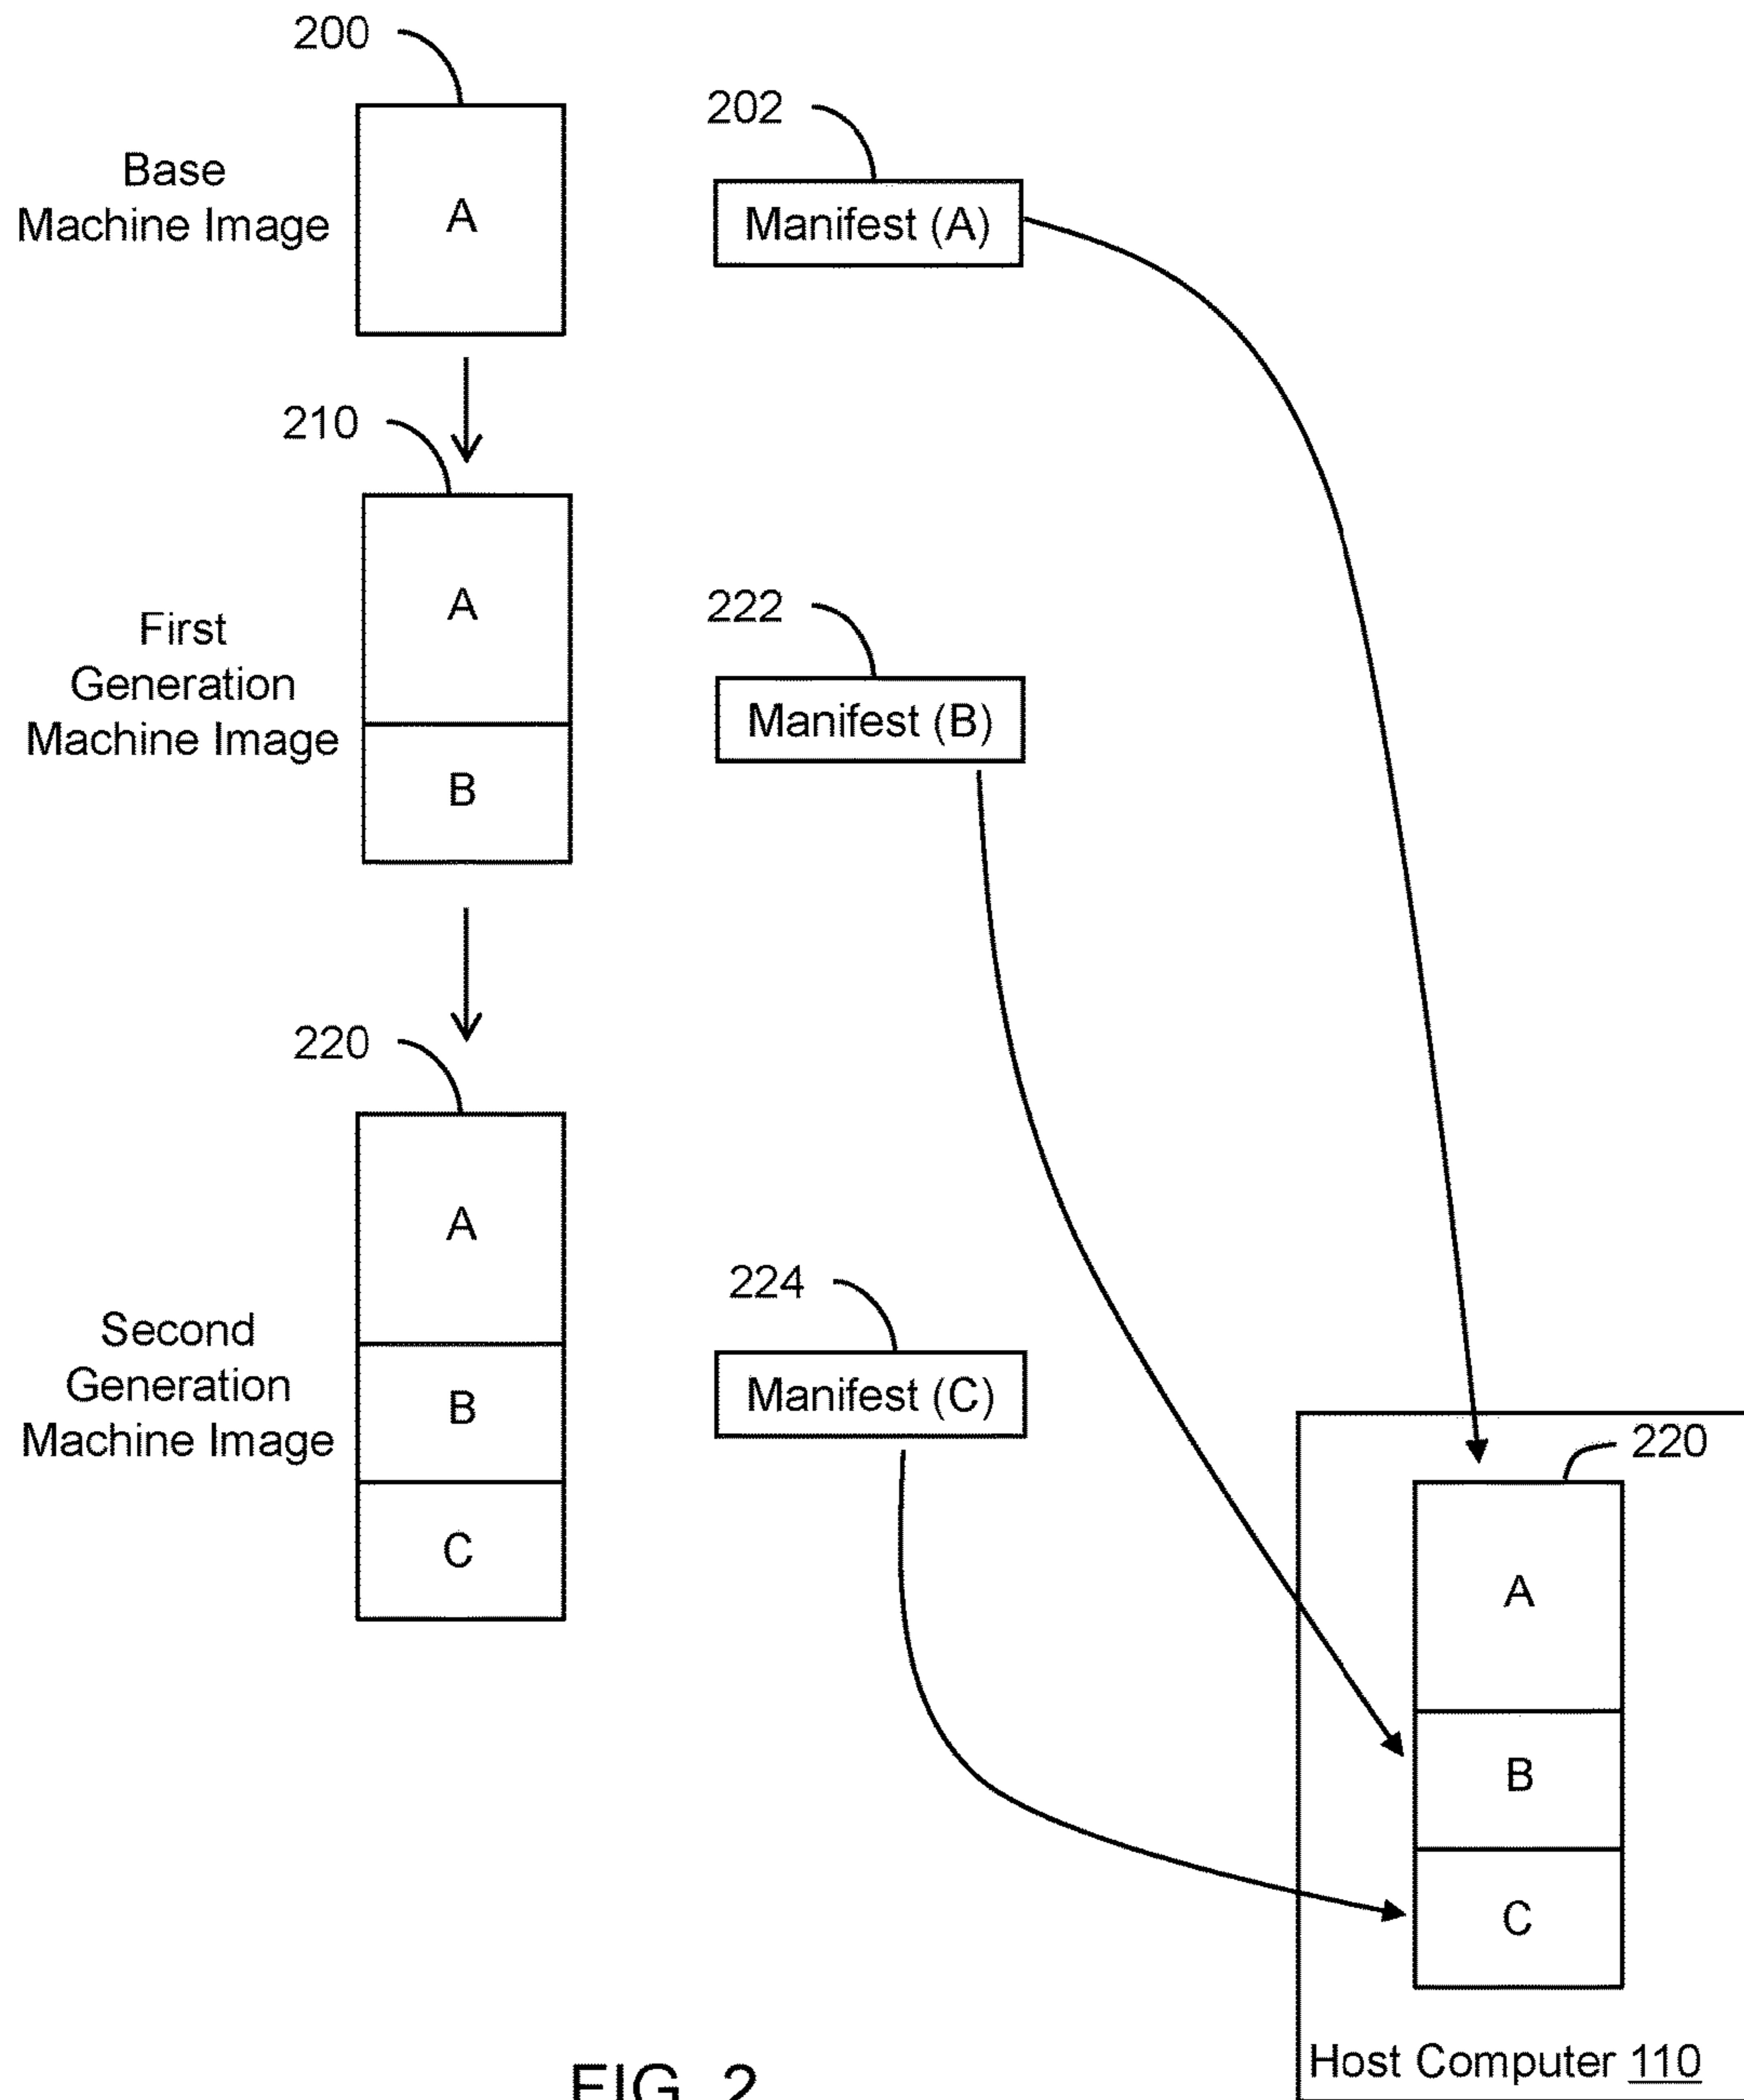 200
202
Base
Machine Image
A
Manifest (A)
210
First
Generation
Machine Image
A
B
222
Manifest (B)
220
Second
Generation
Machine Image
A
B
C
224
Manifest (C)
220
A
B
C
Host Computer 110
FIG. 2